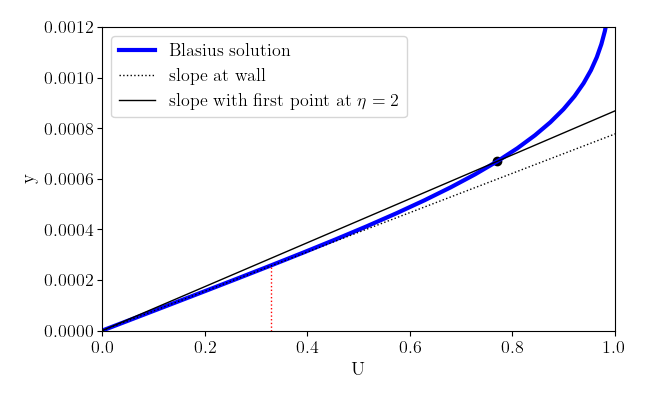 0.0012
0.0010
0.0008
0.0006
0.0004
0.0002
0.0000
y
Blasius solution
slope at wall
slope with first point at η = 2
0.0 0.2 0.4 0.6 0.8 1.0
U